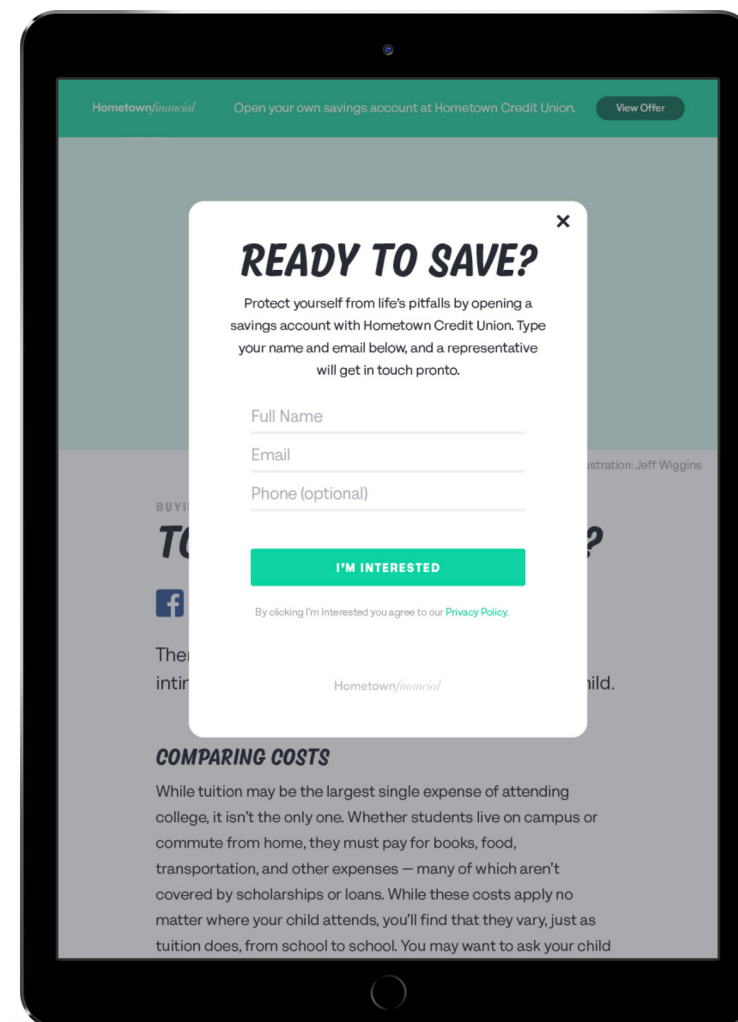 Hometownfinancial
Open your own savings account at Hometown Credit Union.
View Offer
READY TO SAVE?
Protect yourself from life's pitfalls by opening a
savings account with Hometown Credit Union. Type
your name and email below, and a representative
will get in touch pronto.
Full Name
Email
Phone (optional)
I'M INTERESTED
By clicking I'm Interested you agree to our Privacy Policy.
Hometownfinancial
Jeff Wiggins
?
COMPARING COSTS
While tuition may be the largest single expense of attending
college, it isn't the only one. Whether students live on campus or
commute from home, they must pay for books, food,
transportation, and other expenses — many of which aren't
covered by scholarships or loans. While these costs apply no
matter where your child attends, you'll find that they vary, just as
tuition does, from school to school. You may want to ask your child